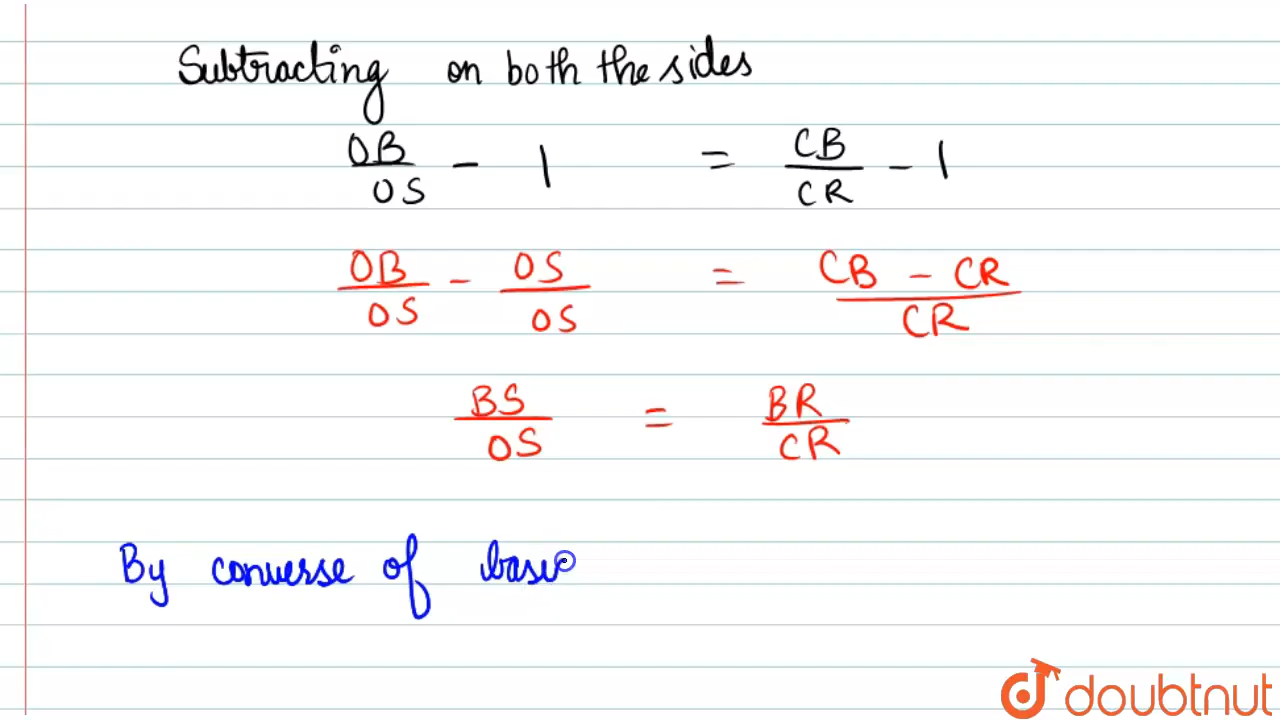 Subtracting on both the sides
OB/OS - 1 = CB/CR - 1
OB/OS - OS/OS = CB - CR/CR
BS/OS = BR/CR
By converse of basi
doubtnut